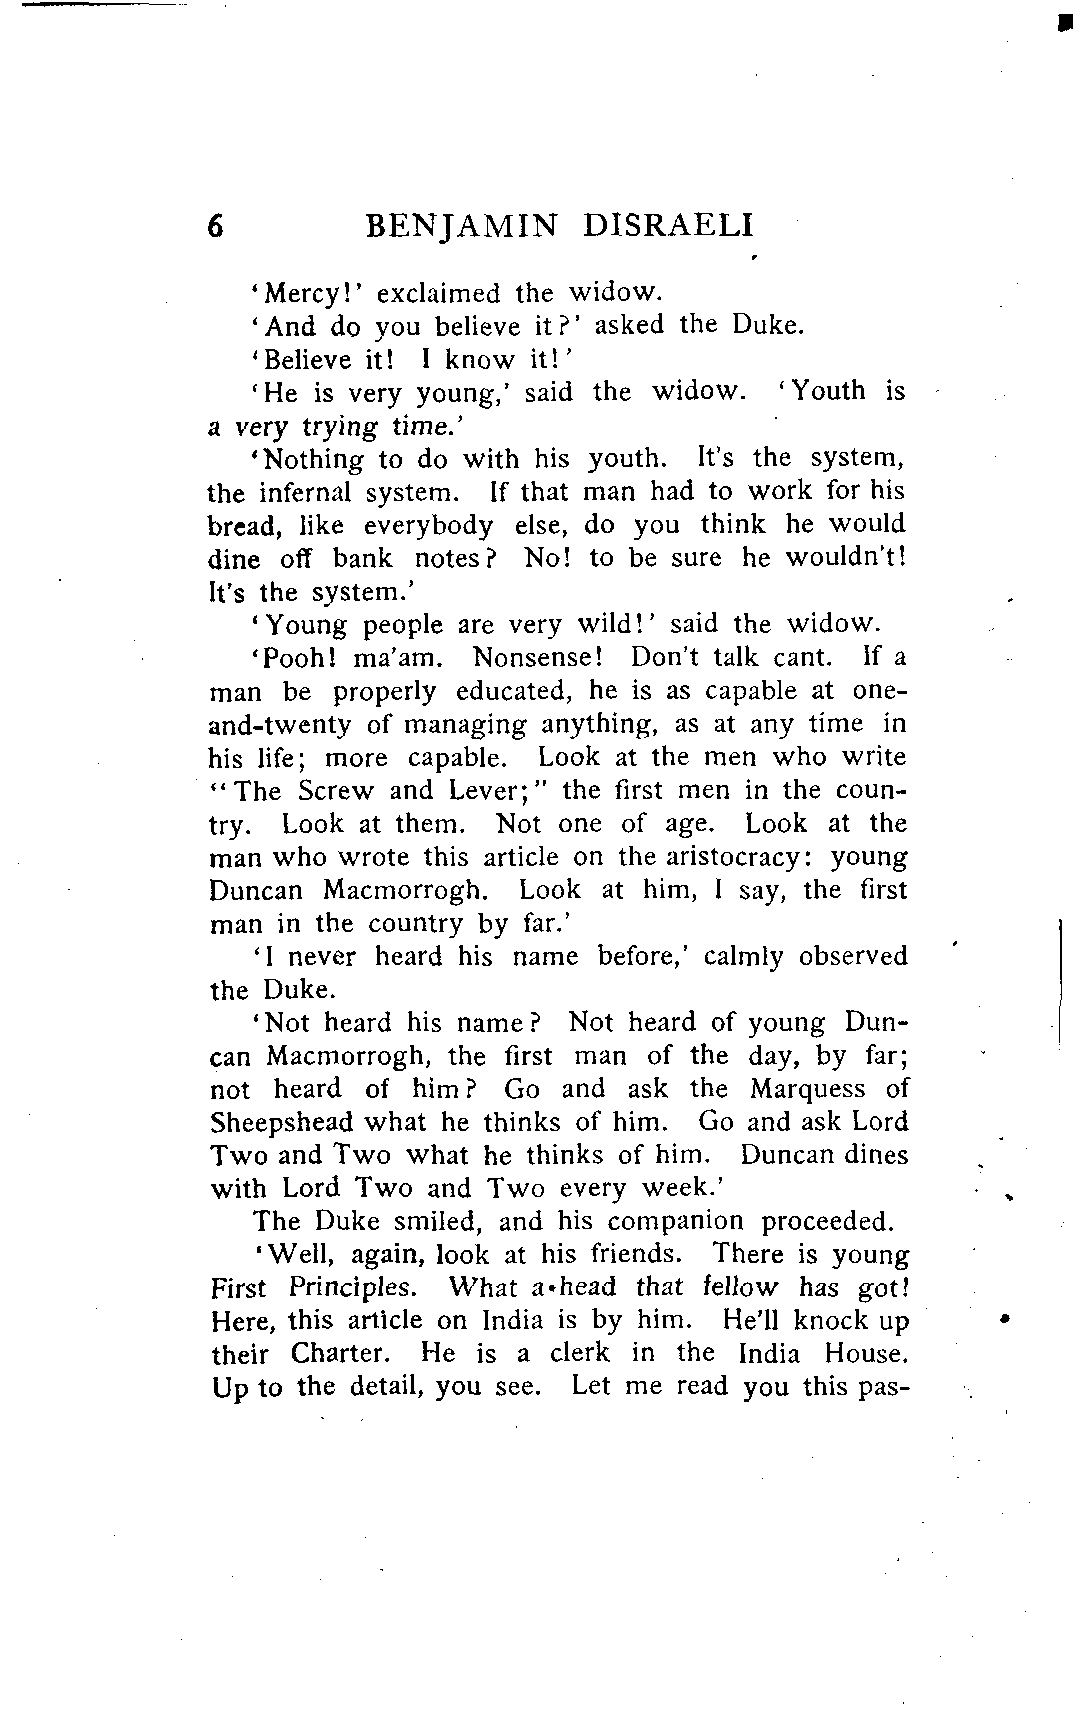 6 BENJAMIN DISRAELI
‘Mercy!’ exclaimed the widow.
‘And do you believe it?’ asked the Duke.
‘Believe it! I know it!’
‘He is very young,’ said the widow. ‘Youth is
a very trying time.’
‘Nothing to do with his youth. It's the system,
the infernal system. If that man had to work for his
bread, like everybody else, do you think he would
dine off bank notes? No! to be sure he wouldn't!
It's the system.’
‘Young people are very wild!’ said the widow.
‘Pooh! ma'am. Nonsense! Don't talk cant. If a
man be properly educated, he is as capable at one-
and-twenty of managing anything, as at any time in
his life; more capable. Look at the men who write
“The Screw and Lever;” the first men in the coun-
try. Look at them. Not one of age. Look at the
man who wrote this article on the aristocracy: young
Duncan Macmorrogh. Look at him, I say, the first
man in the country by far.’
‘I never heard his name before,’ calmly observed
the Duke.
‘Not heard his name? Not heard of young Dun-
can Macmorrogh, the first man of the day, by far;
not heard of him? Go and ask the Marquess of
Sheepshead what he thinks of him. Go and ask Lord
Two and Two what he thinks of him. Duncan dines
with Lord Two and Two every week.’
The Duke smiled, and his companion proceeded.
‘Well, again, look at his friends. There is young
First Principles. What a head that fellow has got!
Here, this article on India is by him. He'll knock up
their Charter. He is a clerk in the India House.
Up to the detail, you see. Let me read you this pas-